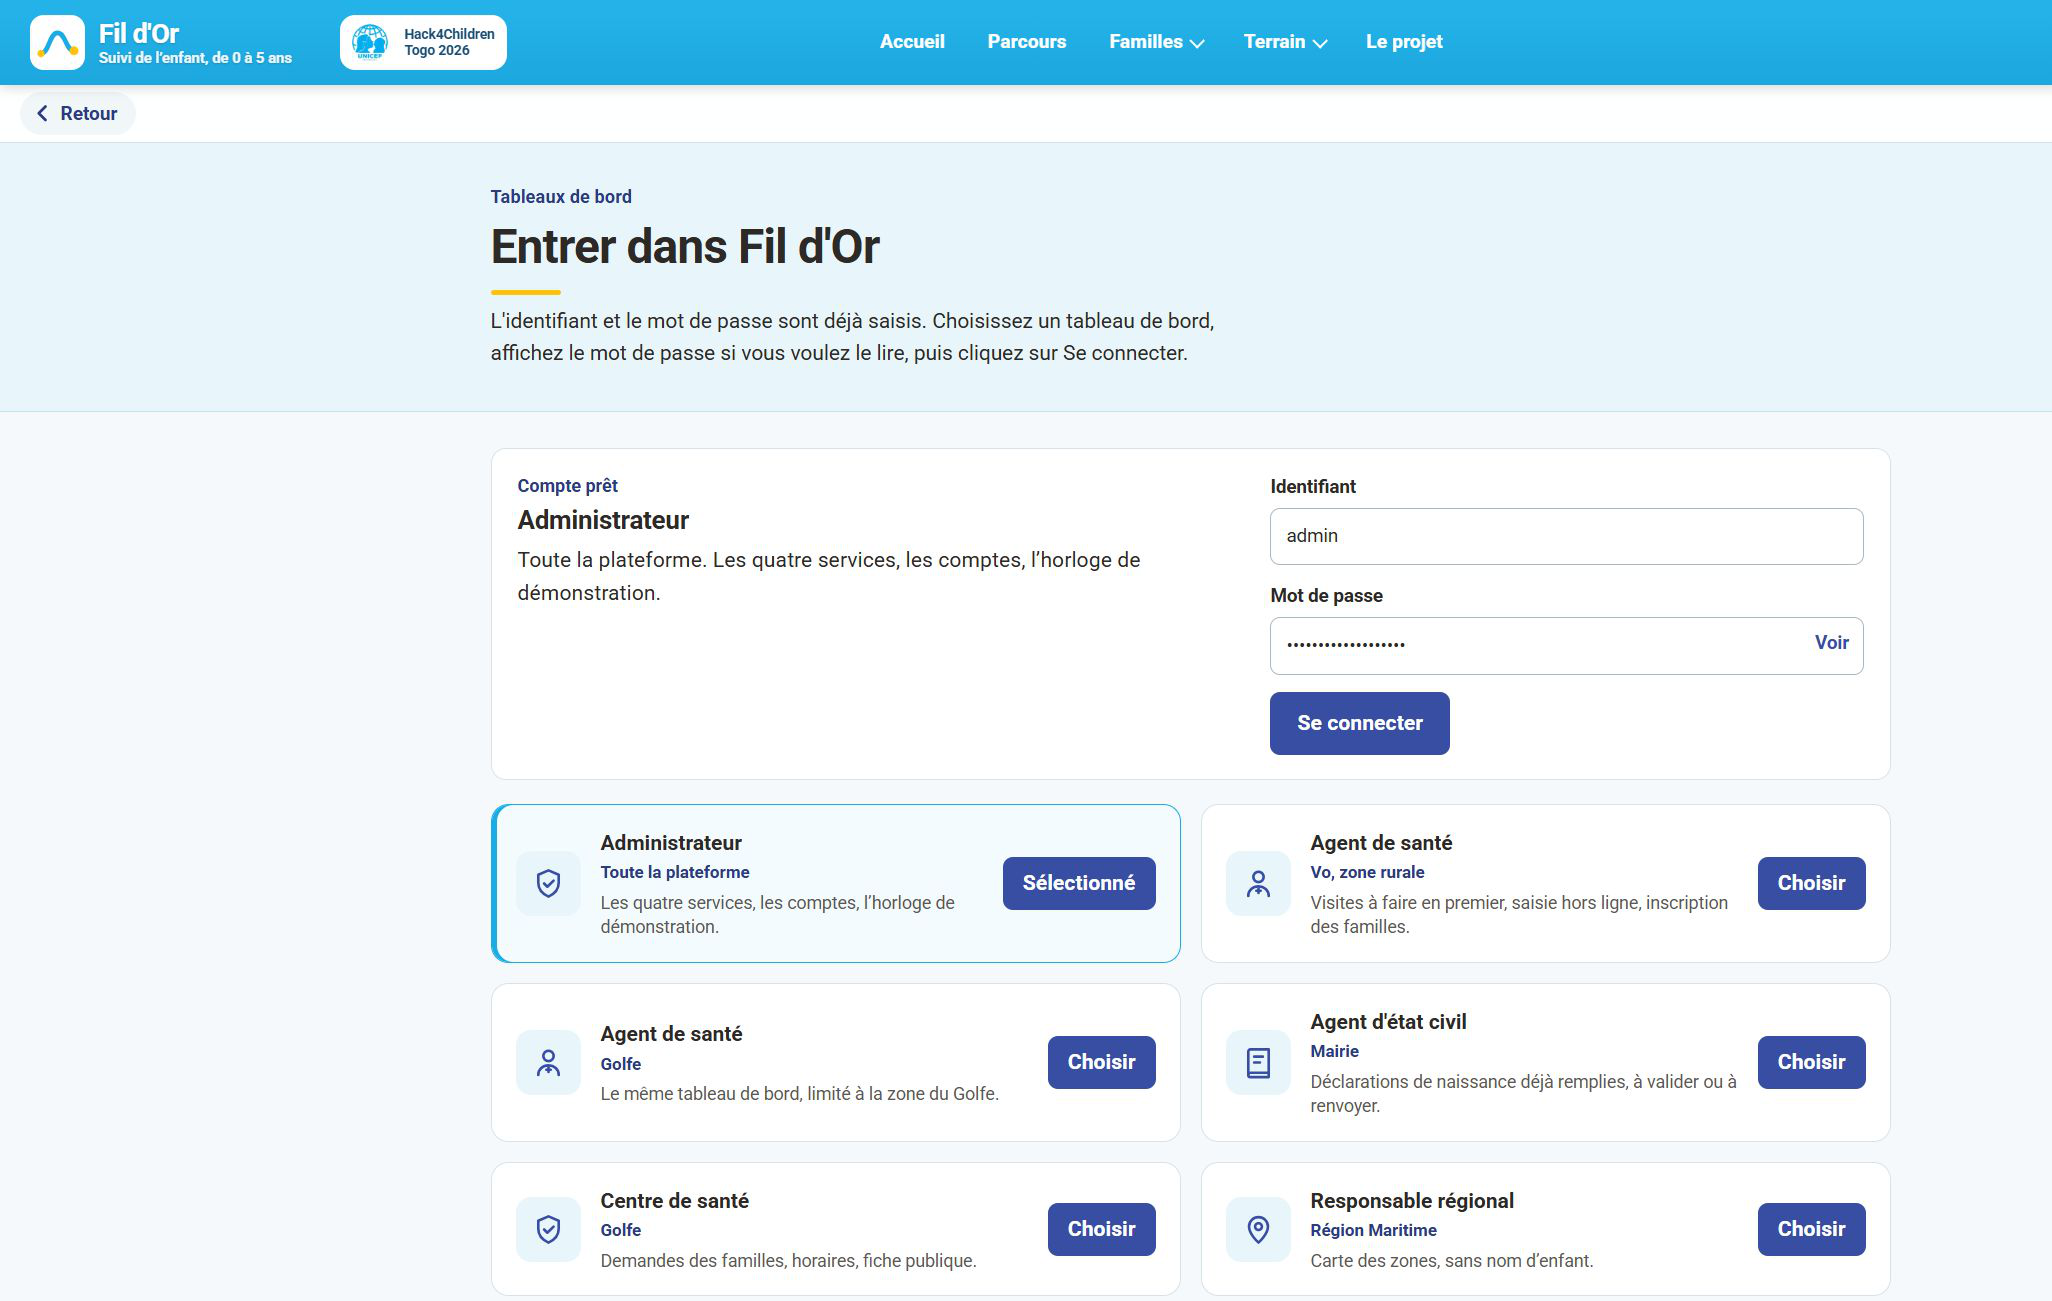 Fil d'Or
Suivi de l'enfant, de 0 à 5 ans
unicef
Hack4Children
Togo 2026
Accueil
Parcours
Familles
Terrain
Le projet
Retour
Tableaux de bord
Entrer dans Fil d'Or
L'identifiant et le mot de passe sont déjà saisis. Choisissez un tableau de bord,
affichez le mot de passe si vous voulez le lire, puis cliquez sur Se connecter.
Compte prêt
Administrateur
Toute la plateforme. Les quatre services, les comptes, l’horloge de
démonstration.
Identifiant
admin
Mot de passe
•••••••••••••••••••
Voir
Se connecter
Administrateur
Toute la plateforme
Les quatre services, les comptes, l’horloge de
démonstration.
Sélectionné
Agent de santé
Vo, zone rurale
Visites à faire en premier, saisie hors ligne, inscription
des familles.
Choisir
Agent de santé
Golfe
Le même tableau de bord, limité à la zone du Golfe.
Choisir
Agent d'état civil
Mairie
Déclarations de naissance déjà remplies, à valider ou à
renvoyer.
Choisir
Centre de santé
Golfe
Demandes des familles, horaires, fiche publique.
Choisir
Responsable régional
Région Maritime
Carte des zones, sans nom d’enfant.
Choisir